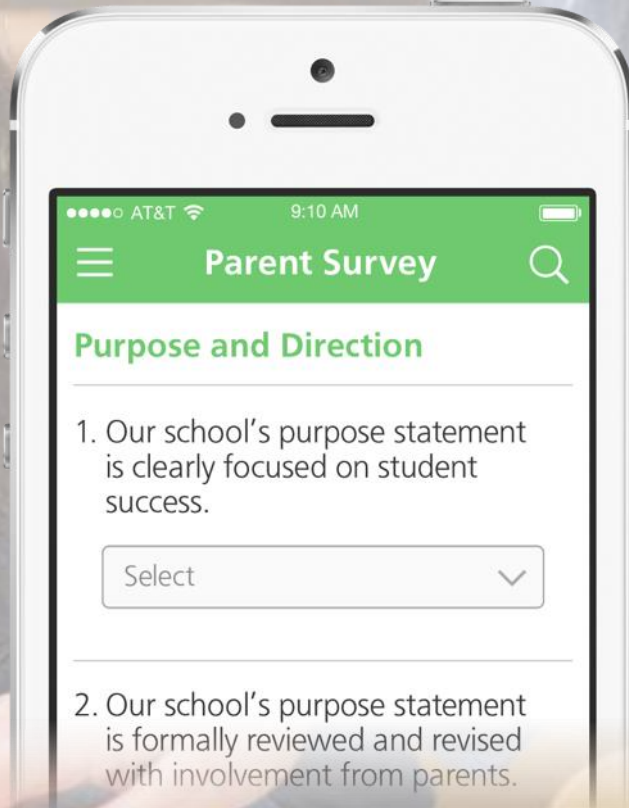 AT&T 9:10 AM
Parent Survey
Purpose and Direction
1. Our school's purpose statement
is clearly focused on student
success.
Select
2. Our school's purpose statement
is formally reviewed and revised
with involvement from parents.